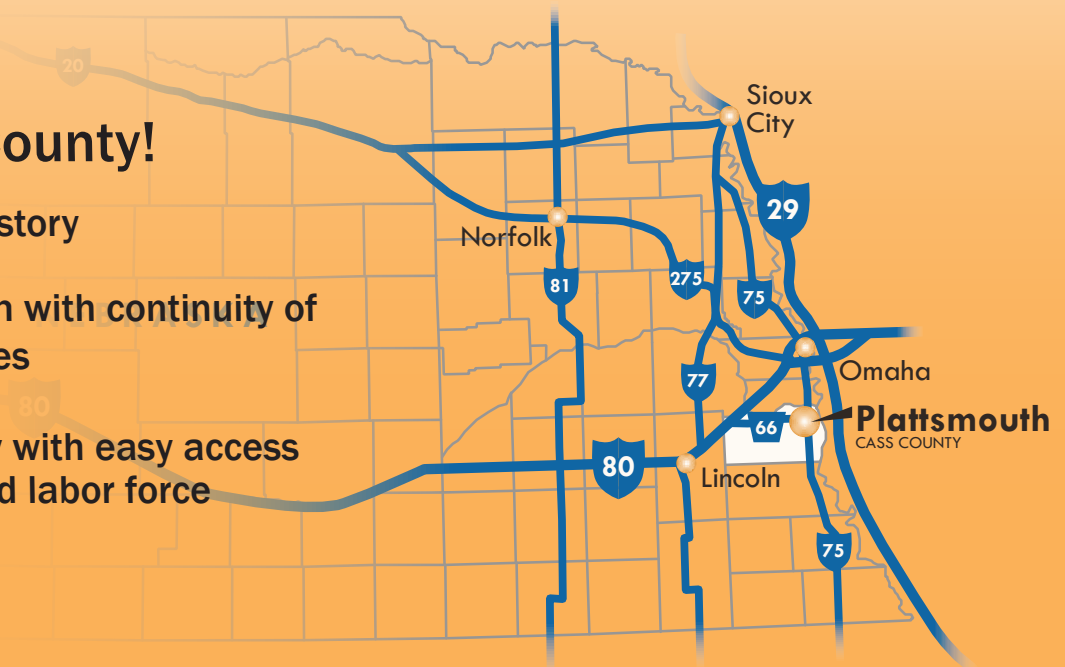 20
ounty!
story
n with continuity of
NEBRASKA
es
80
y with easy access
d labor force
Sioux
City
29
Norfolk
81
275
75
77
Omaha
66
Plattsmouth
CASS COUNTY
80
Lincoln
75